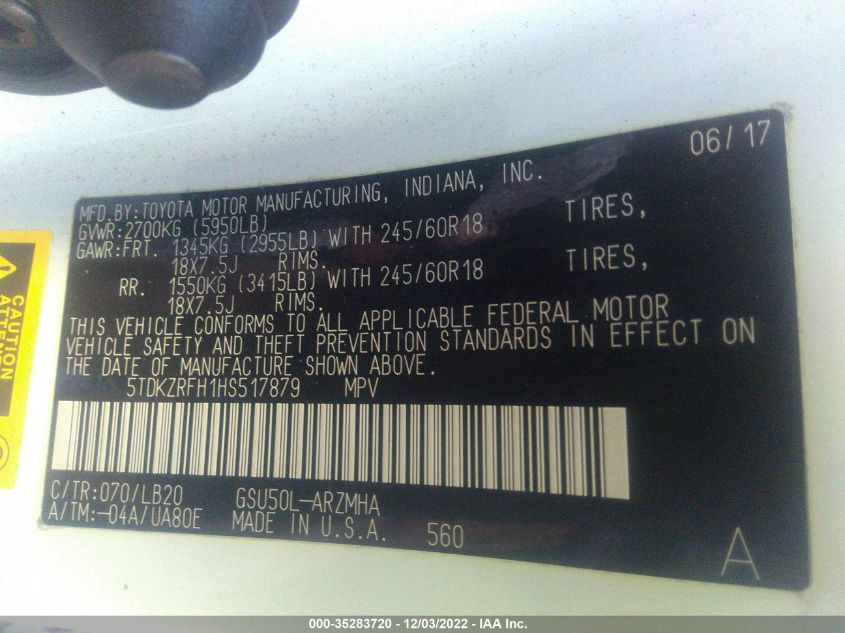 06/17
MFD.BY:TOYOTA MOTOR MANUFACTURING, INDIANA, INC.
GVWR:2700KG (5950LB)
GAWR:FRT. 1345KG (2955LB) WITH 245/60R18 TIRES,
18X7.5J RIMS.
RR. 1550KG (3415LB) WITH 245/60R18 TIRES,
18X7.5J RIMS.
THIS VEHICLE CONFORMS TO ALL APPLICABLE FEDERAL MOTOR
VEHICLE SAFETY AND THEFT PREVENTION STANDARDS IN EFFECT ON
THE DATE OF MANUFACTURE SHOWN ABOVE.
5TDKZRFH1HS517879 MPV
C/TR:070/LB20 GSU50L-ARZMHA
A/TM:-04A/UA80E MADE IN U.S.A. 560
A
CAUTION
000-35283720 - 12/03/2022 - IAA Inc.